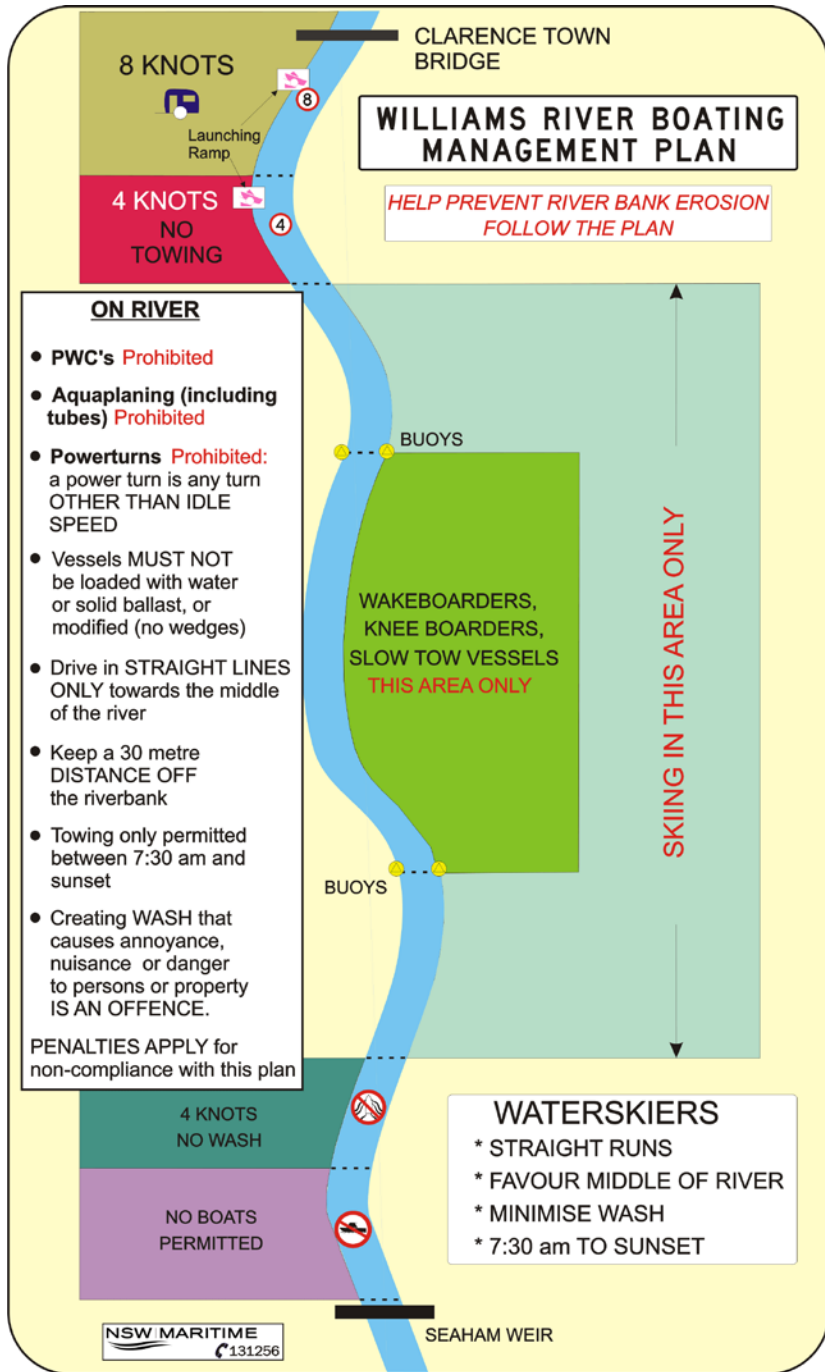 CLARENCE TOWN
BRIDGE
8 KNOTS
8
Launching
Ramp
WILLIAMS RIVER BOATING
MANAGEMENT PLAN
HELP PREVENT RIVER BANK EROSION
FOLLOW THE PLAN
4 KNOTS
NO
TOWING
4
ON RIVER
• PWC's Prohibited
• Aquaplaning (including
tubes) Prohibited
• Powerturns Prohibited:
a power turn is any turn
OTHER THAN IDLE
SPEED
• Vessels MUST NOT
be loaded with water
or solid ballast, or
modified (no wedges)
• Drive in STRAIGHT LINES
ONLY towards the middle
of the river
• Keep a 30 metre
DISTANCE OFF
the riverbank
• Towing only permitted
between 7:30 am and
sunset
• Creating WASH that
causes annoyance,
nuisance or danger
to persons or property
IS AN OFFENCE.
PENALTIES APPLY for
non-compliance with this plan
BUOYS
WAKEBOARDERS,
KNEE BOARDERS,
SLOW TOW VESSELS
THIS AREA ONLY
SKIING IN THIS AREA ONLY
BUOYS
4 KNOTS
NO WASH
NO BOATS
PERMITTED
WATERSKIERS
* STRAIGHT RUNS
* FAVOUR MIDDLE OF RIVER
* MINIMISE WASH
* 7:30 am TO SUNSET
SEAHAM WEIR
NSW MARITIME
131256